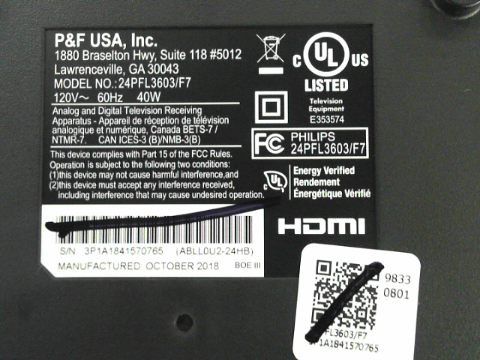 P&F USA, Inc.
1880 Braselton Hwy, Suite 118 #5012
Lawrenceville, GA 30043
MODEL NO.:24PFL3603/F7
120V~ 60Hz 40W
Analog and Digital Television Receiving
Apparatus - Appareil de réception de télévision
analogique et numérique, Canada BETS-7 /
NTMR-7. CAN ICES-3 (B)/NMB-3(B)
This device complies with Part 15 of the FCC Rules.
Operation is subject to the following two conditions:
(1)this device may not cause harmful interference,and
(2)this device must accept any interference received,
including interference that may cause undesired operation.
C UL US
LISTED
Television
Equipment
E353574
FC PHILIPS
24PFL3603/F7
UL
Energy Verified
Rendement
Énergétique Vérifié
HDMI
S/N 3P1A1841570765 (ABLL0U2-24HB)
MANUFACTURED OCTOBER 2018 BOE III
9833
0801
FL3603/F7
P1A1841570765